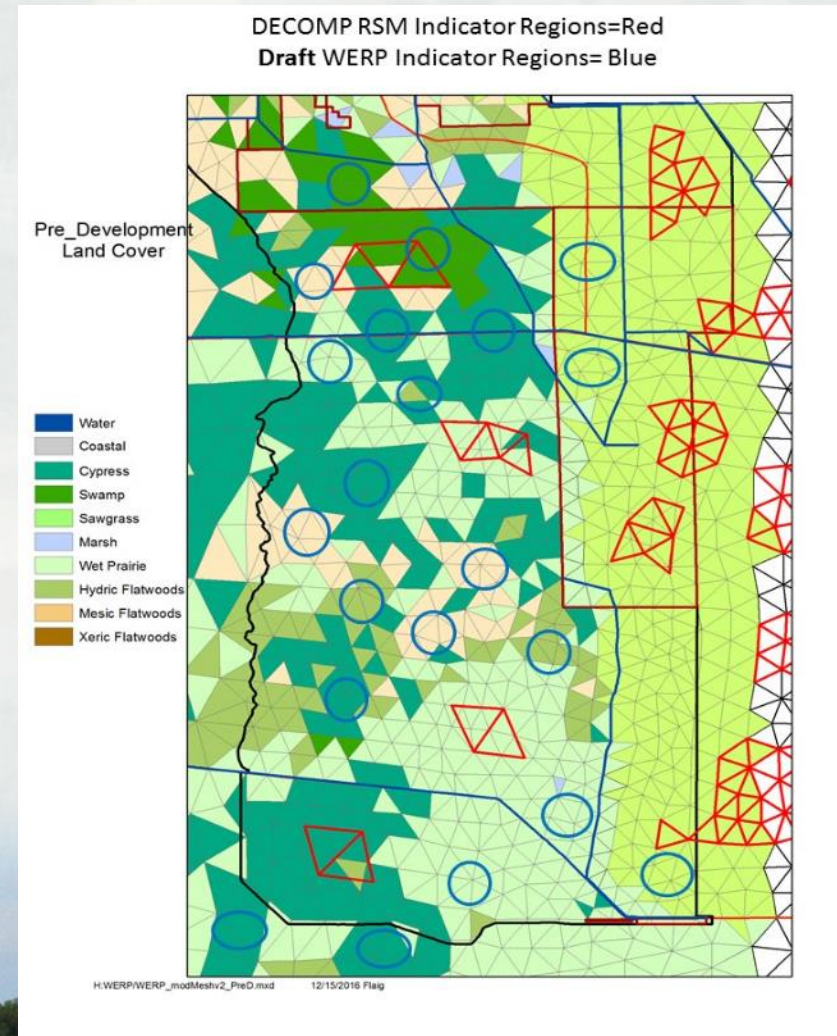 DECOMP RSM Indicator Regions=Red
Draft WERP Indicator Regions= Blue
Pre_Development
Land Cover
Water
Coastal
Cypress
Swamp
Sawgrass
Marsh
Wet Prairie
Hydric Flatwoods
Mesic Flatwoods
Xeric Flatwoods
H:WERP/WERP_modMeshv2_PreD.mxd 12/15/2016 Flaig